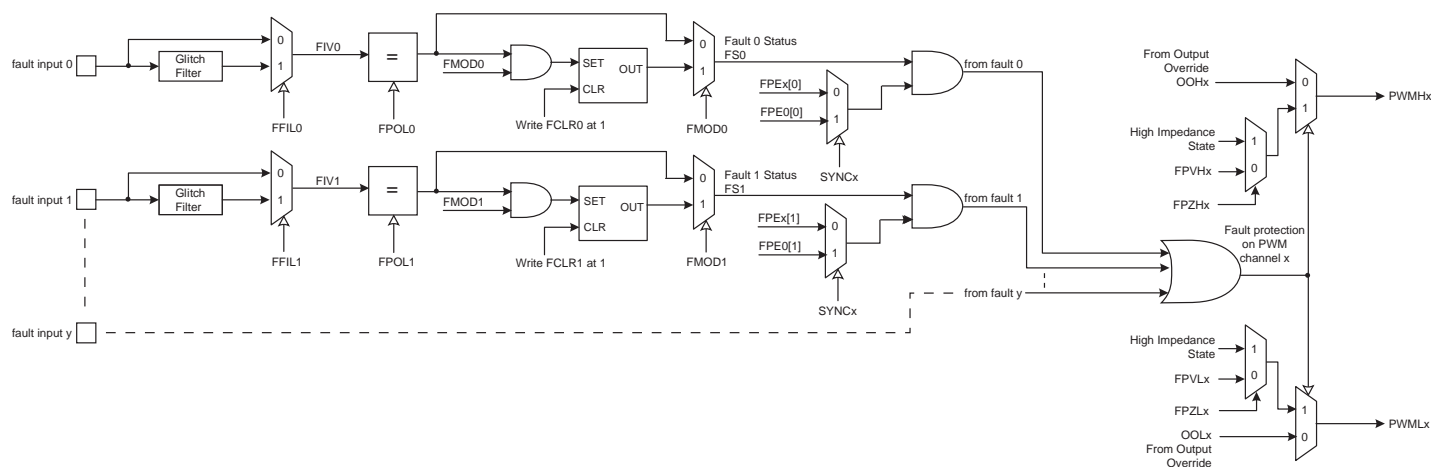 fault input 0
Glitch
Filter
0
1
FFIL0
FIV0
=
FPOL0
FMOD0
SET
OUT
CLR
Write FCLR0 at 1
0
1
FMOD0
Fault 0 Status
FS0
FPEx[0]
FPE0[0]
0
1
SYNCx
from fault 0
fault input 1
Glitch
Filter
0
1
FFIL1
FIV1
=
FPOL1
FMOD1
SET
OUT
CLR
Write FCLR1 at 1
0
1
FMOD1
Fault 1 Status
FS1
FPEx[1]
FPE0[1]
0
1
SYNCx
from fault 1
fault input y
from fault y
Fault protection
on PWM
channel x
From Output
Override
OOHx
0
1
PWMHx
High Impedance
State
FPVHx
1
0
FPZHx
High Impedance
State
FPVLx
1
0
FPZLx
OOLx
From Output
Override
1
0
PWMLx